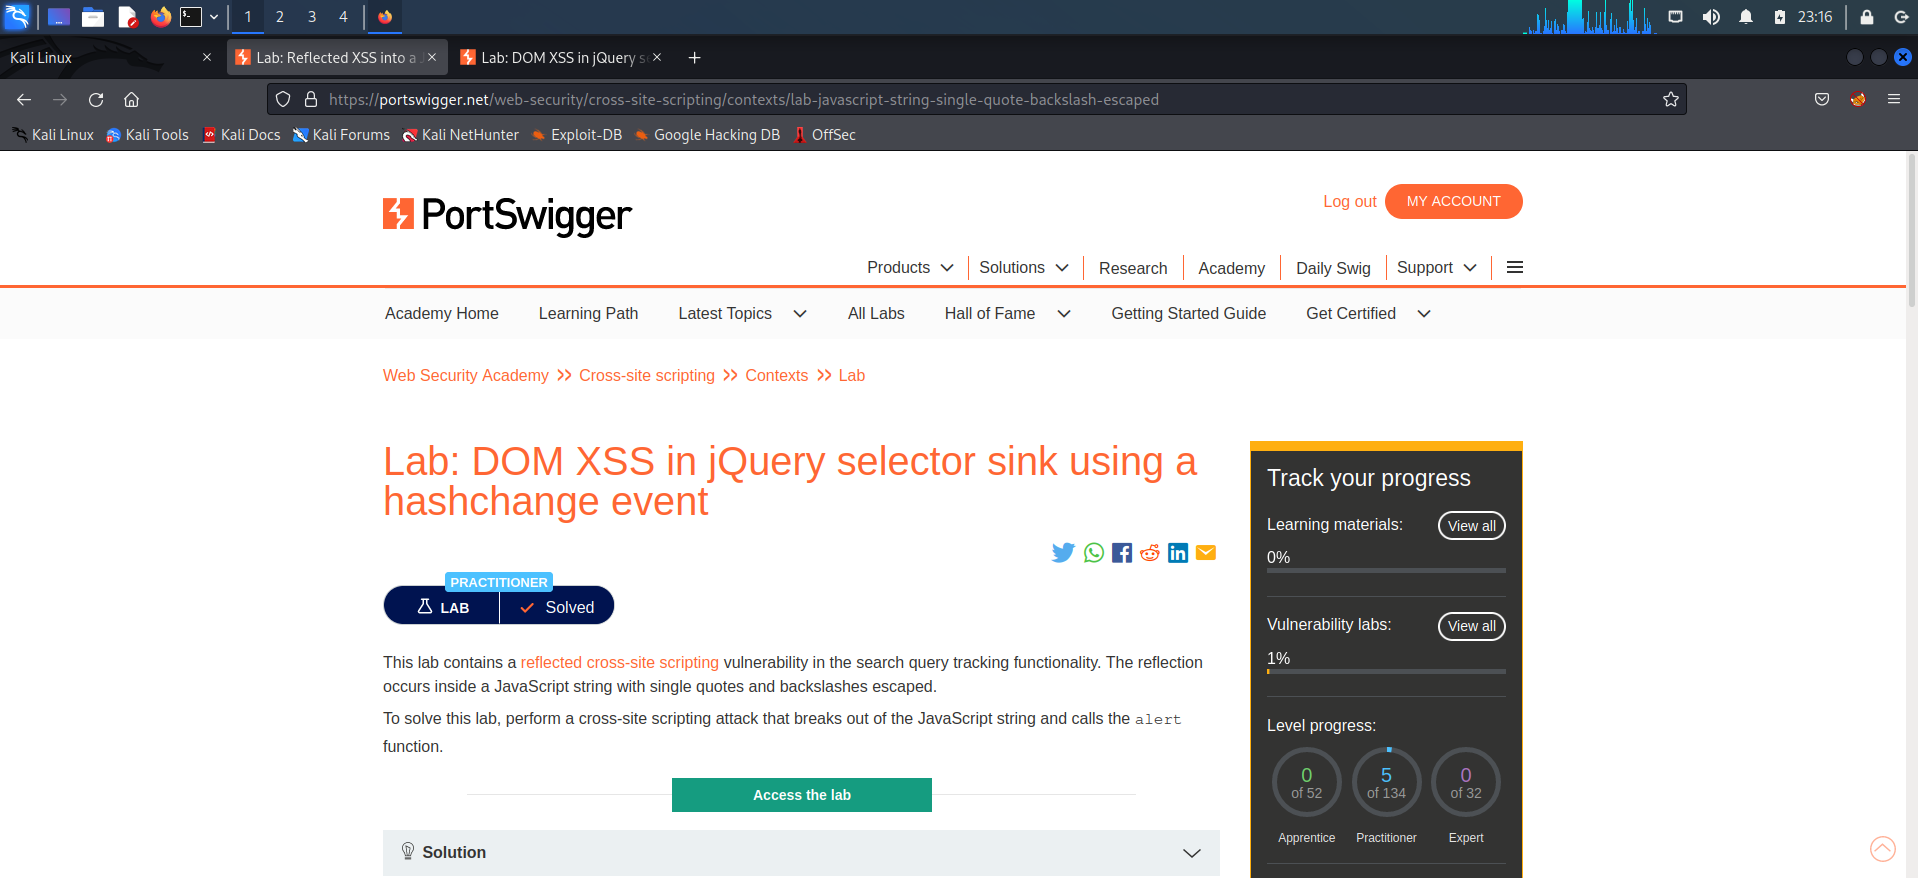 1 2 3 4 23:16
Kali Linux Lab: Reflected XSS into a Lab: DOM XSS in jQuery
https://portswigger.net/web-security/cross-site-scripting/contexts/lab-javascript-string-single-quote-backslash-escaped
Kali Linux Kali Tools Kali Docs Kali Forums Kali NetHunter Exploit-DB Google Hacking DB OffSec
PortSwigger
Log out MY ACCOUNT
Products Solutions Research Academy Daily Swig Support
Academy Home Learning Path Latest Topics All Labs Hall of Fame Getting Started Guide Get Certified
Web Security Academy Cross-site scripting Contexts Lab
Lab: DOM XSS in jQuery selector sink using a
hashchange event
PRACTITIONER
LAB Solved
This lab contains a reflected cross-site scripting vulnerability in the search query tracking functionality. The reflection
occurs inside a JavaScript string with single quotes and backslashes escaped.
To solve this lab, perform a cross-site scripting attack that breaks out of the JavaScript string and calls the alert
function.
Access the lab
Solution
Track your progress
Learning materials: View all
0%
Vulnerability labs: View all
1%
Level progress:
0 5 0
of 52 of 134 of 32
Apprentice Practitioner Expert